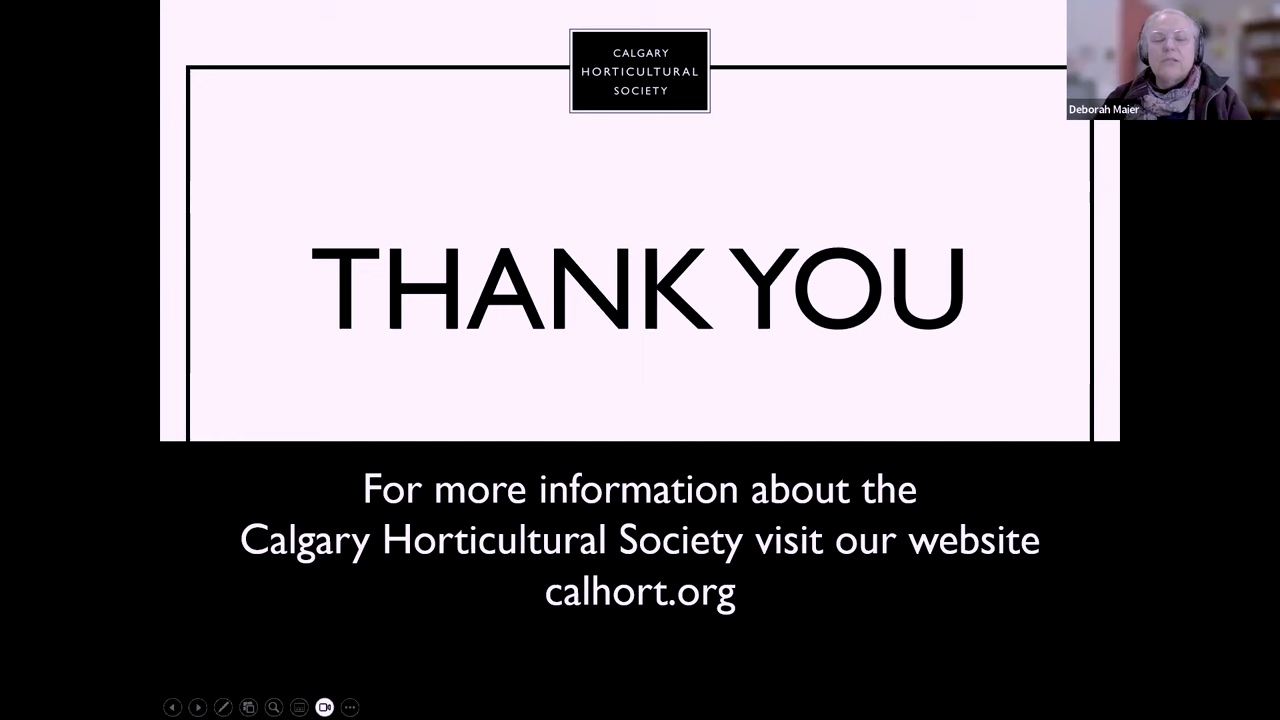 CALGARY
HORTICULTURAL
SOCIETY
Deborah Maier
THANK YOU
For more information about the
Calgary Horticultural Society visit our website
calhort.org